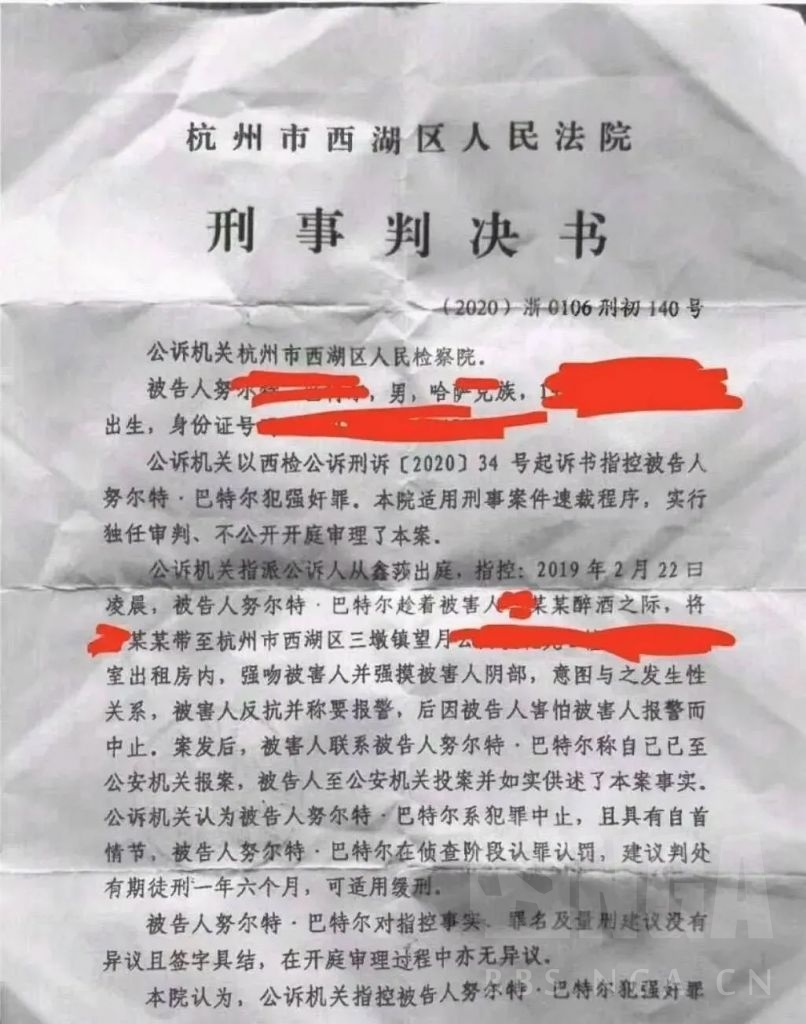 杭州市西湖区人民法院
刑事判决书
（2020）浙0106刑初140号
公诉机关杭州市西湖区人民检察院.
被告人努尔特·巴特尔，男，哈萨克族，1
出生，身份证号
公诉机关以西检公诉刑诉〔2020〕34 号起诉书指控被告人
努尔特·巴特尔犯强奸罪。本院适用刑事案件速裁程序，实行
独任审判、不公开开庭审理了本案。
公诉机关指派公诉人从鑫莎出庭，指控：2019 年 2 月 22 日
凌晨，被告人努尔特·巴特尔趁着被害人某某醉酒之际，将
某某带至杭州市西湖区三墩镇望月公
室出租房内，强吻被害人并强摸被害人阴部，意图与之发生性
关系，被害人反抗并称要报警，后因被告人害怕被害人报警而
中止。案发后，被害人联系被告人努尔特·巴特尔称自己已至
公安机关报案，被告人至公安机关投案并如实供述了本案事实.
公诉机关认为被告人努尔特·巴特尔系犯罪中止，且具有自首
情节，被告人努尔特·巴特尔在侦查阶段认罪认罚，建议判处
有期徒刑一年六个月，可适用缓刑。
被告人努尔特·巴特尔对指控事实、罪名及量刑建议没有
异议且签字具结，在开庭审理过程中亦无异议。
本院认为，公诉机关指控被告人努尔特·巴特尔犯强奸罪
NGA
BBS.NGA.CN